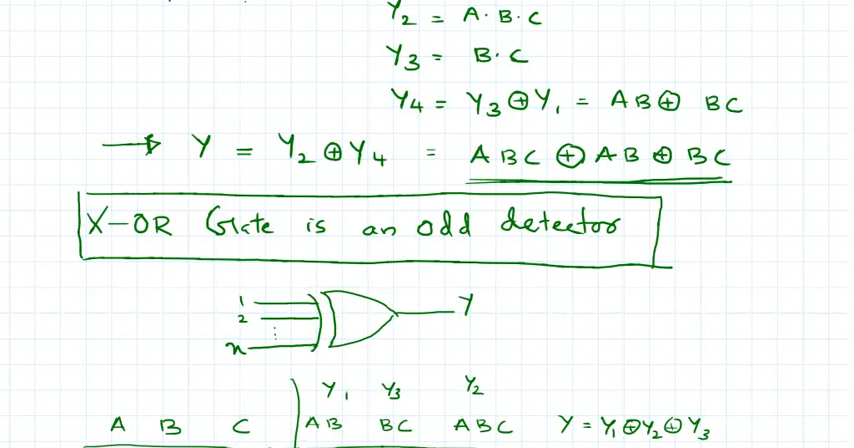 Y₂ = A·B·C
Y₃ = B·C
Y₄ = Y₃⊕Y₁ = AB⊕ BC
→ Y = Y₂⊕Y₄ = ABC ⊕ AB ⊕ BC
X-OR Gate is an odd detector
1
2
⋮
n
Y
Y₁ Y₃ Y₂
A B C AB BC ABC Y = Y₁⊕Y₂⊕Y₃